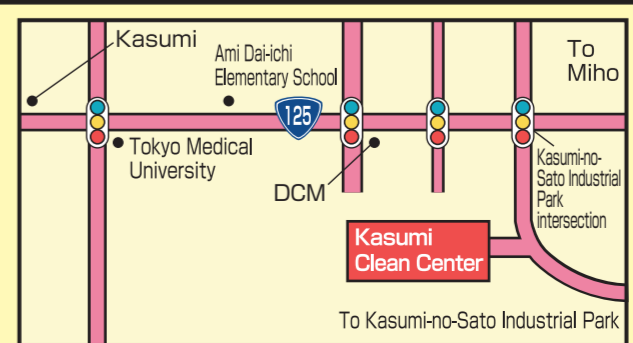 Kasumi
Ami Dai-ichi
Elementary School
To
Miho
125
Tokyo Medical
University
DCM
Kasumi-no-
Sato Industrial
Park
intersection
Kasumi
Clean Center
To Kasumi-no-Sato Industrial Park